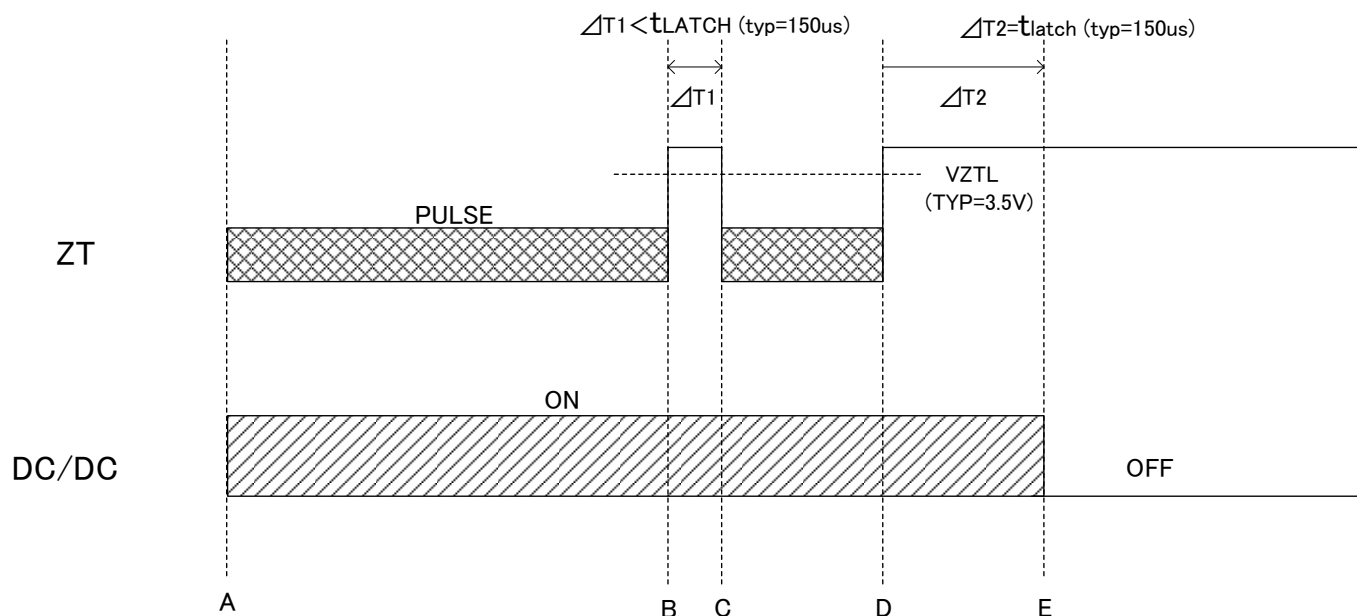 ⊿T1<tLATCH (typ=150us)
⊿T2=tlatch (typ=150us)
⊿T1
⊿T2
VZTL
(TYP=3.5V)
PULSE
ZT
ON
DC/DC
OFF
A
B
C
D
E